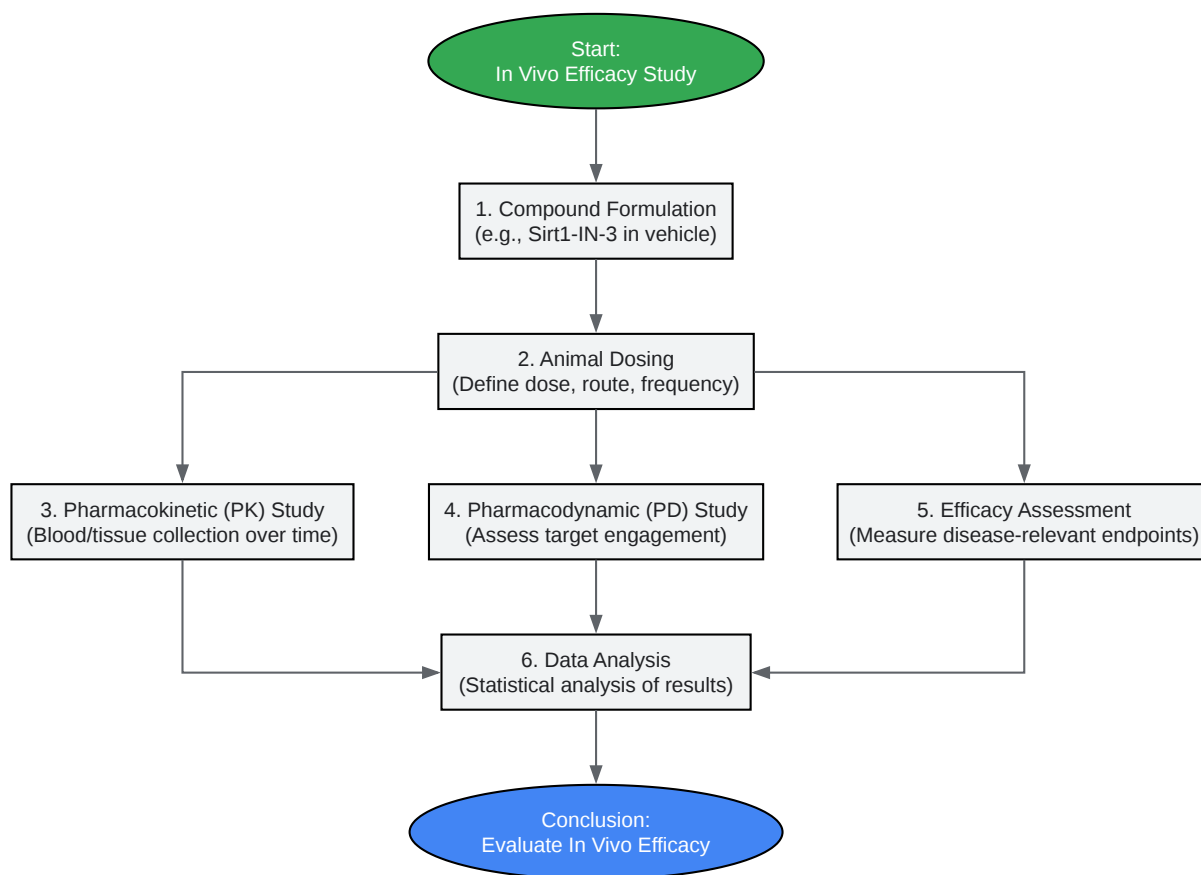 Start:
In Vivo Efficacy Study
1. Compound Formulation
(e.g., Sirt1-IN-3 in vehicle)
2. Animal Dosing
(Define dose, route, frequency)
3. Pharmacokinetic (PK) Study
(Blood/tissue collection over time)
4. Pharmacodynamic (PD) Study
(Assess target engagement)
5. Efficacy Assessment
(Measure disease-relevant endpoints)
6. Data Analysis
(Statistical analysis of results)
Conclusion:
Evaluate In Vivo Efficacy